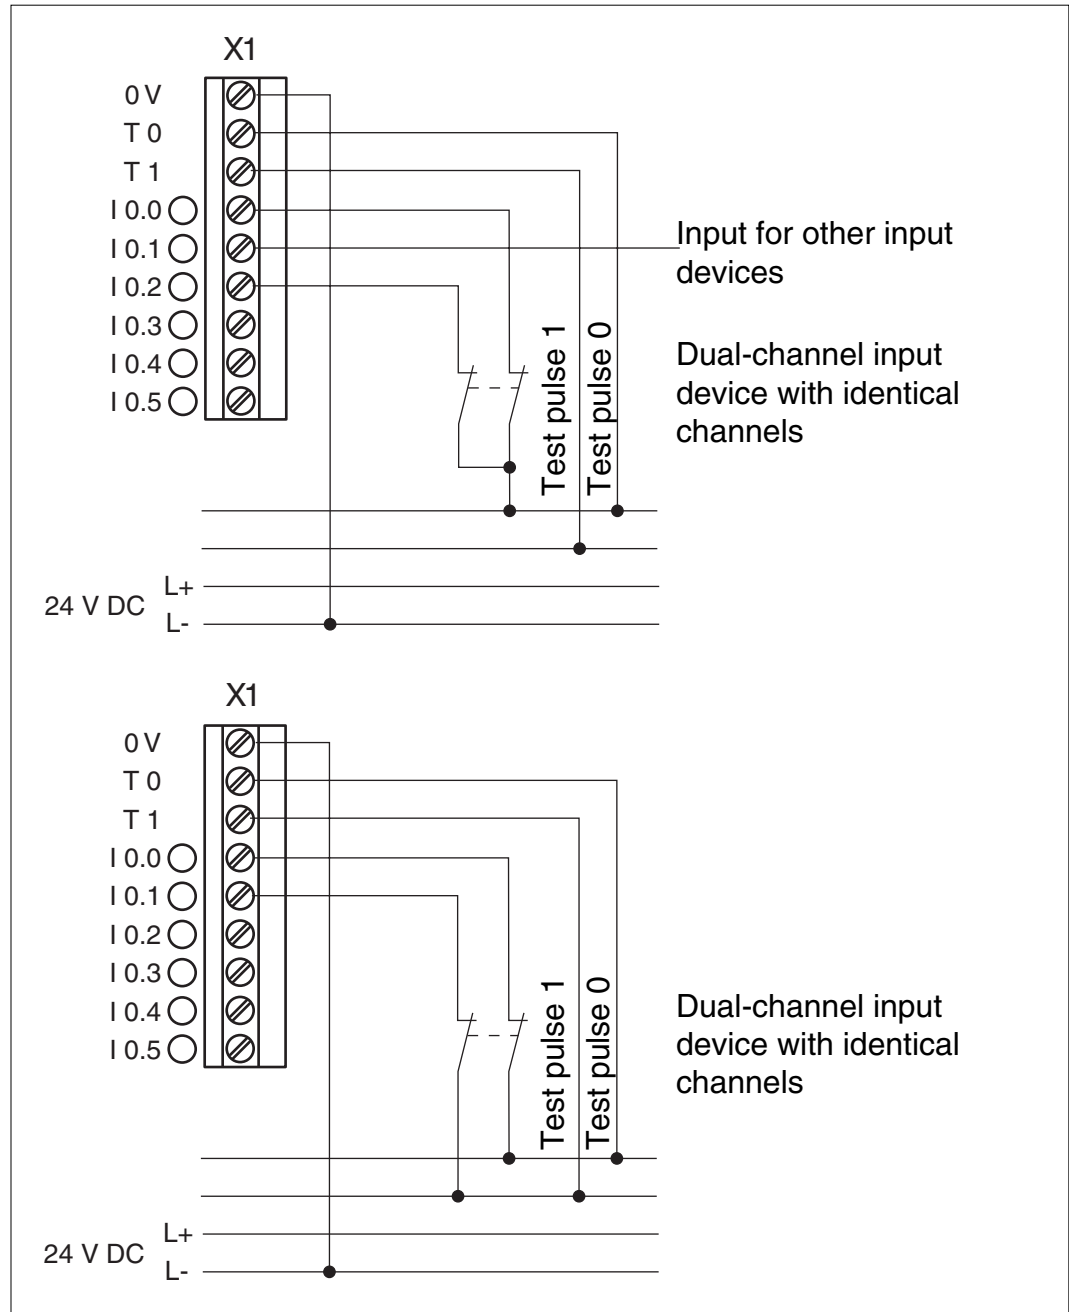 X1
0 V
T 0
T 1
I 0.0
I 0.1
I 0.2
I 0.3
I 0.4
I 0.5
Input for other input
devices
Test pulse 1
Test pulse 0
Dual-channel input
device with identical
channels
24 V DC
L+
L-
X1
0 V
T 0
T 1
I 0.0
I 0.1
I 0.2
I 0.3
I 0.4
I 0.5
Test pulse 1
Test pulse 0
Dual-channel input
device with identical
channels
24 V DC
L+
L-